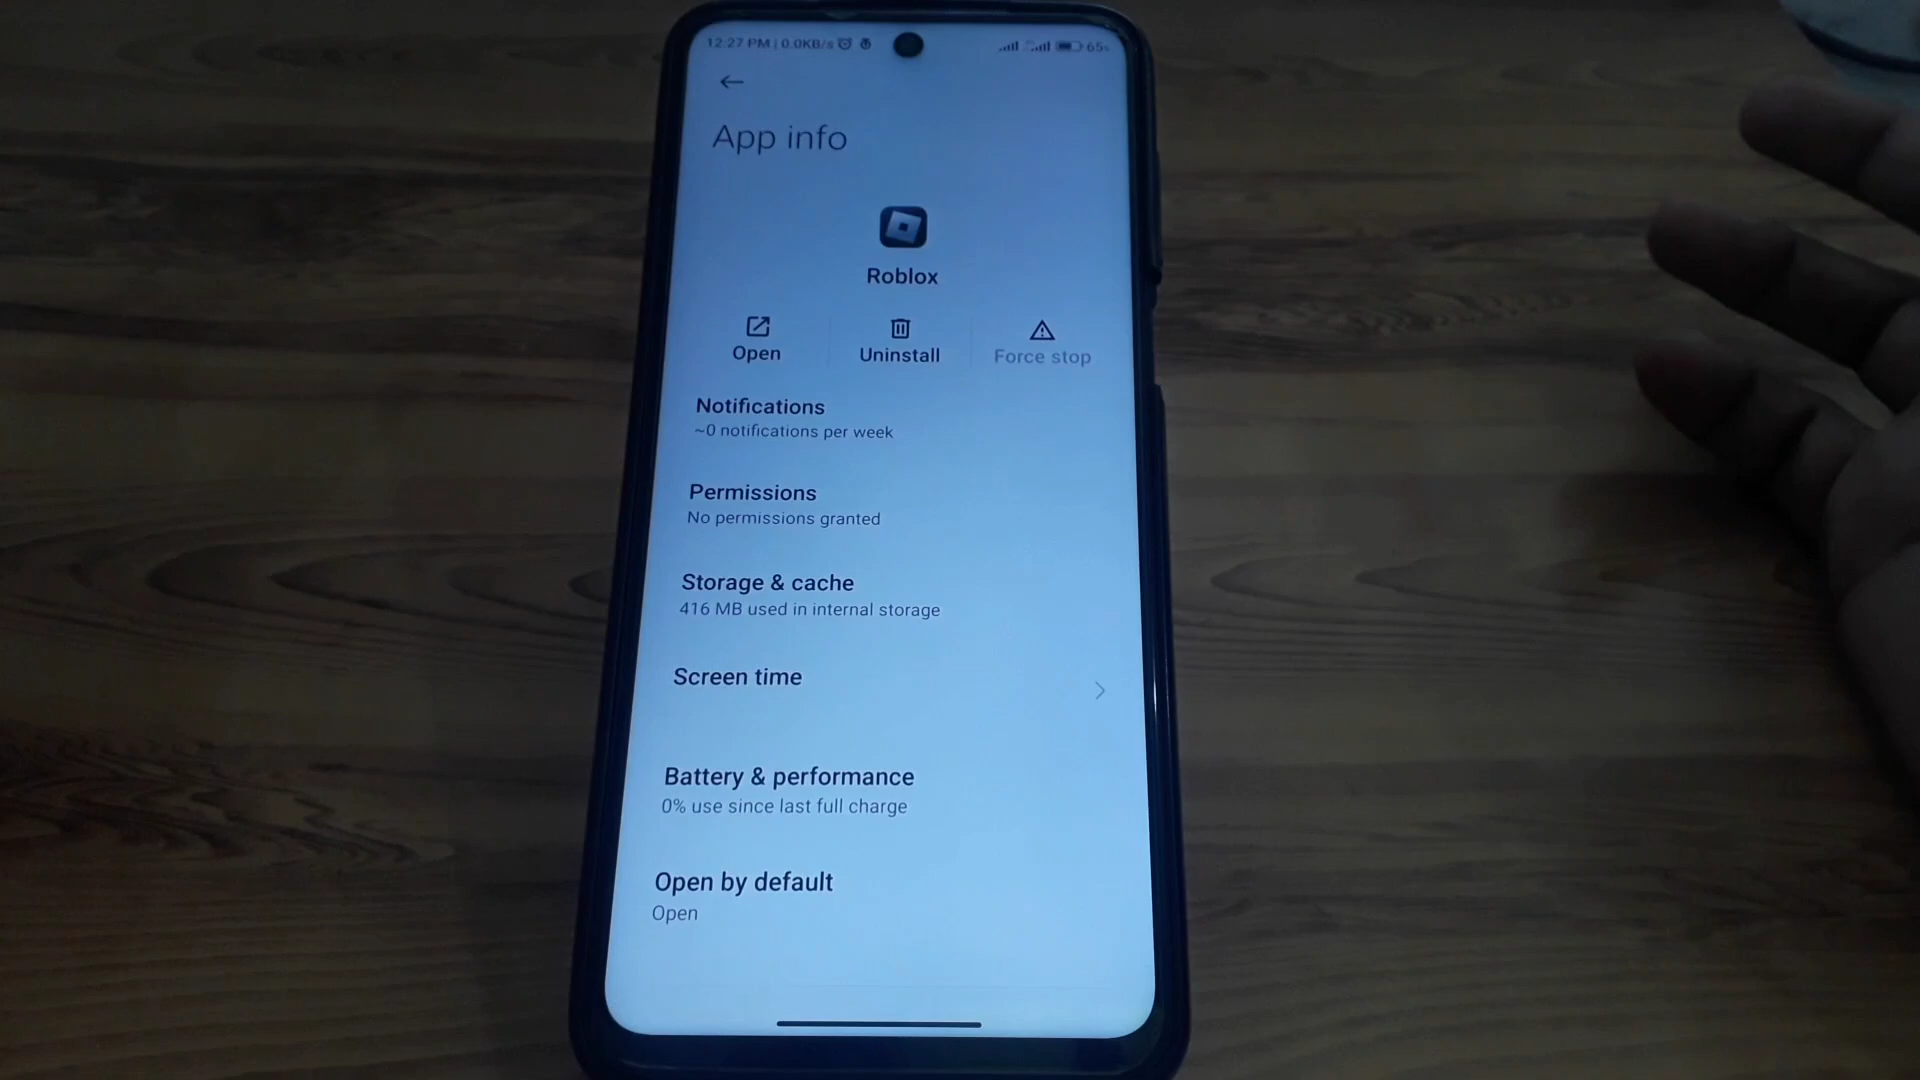 12:27 PM | 0.0KB/s
65
App info
Roblox
Open
Uninstall
Force stop
Notifications
~0 notifications per week
Permissions
No permissions granted
Storage & cache
416 MB used in internal storage
Screen time
Battery & performance
0% use since last full charge
Open by default
Open